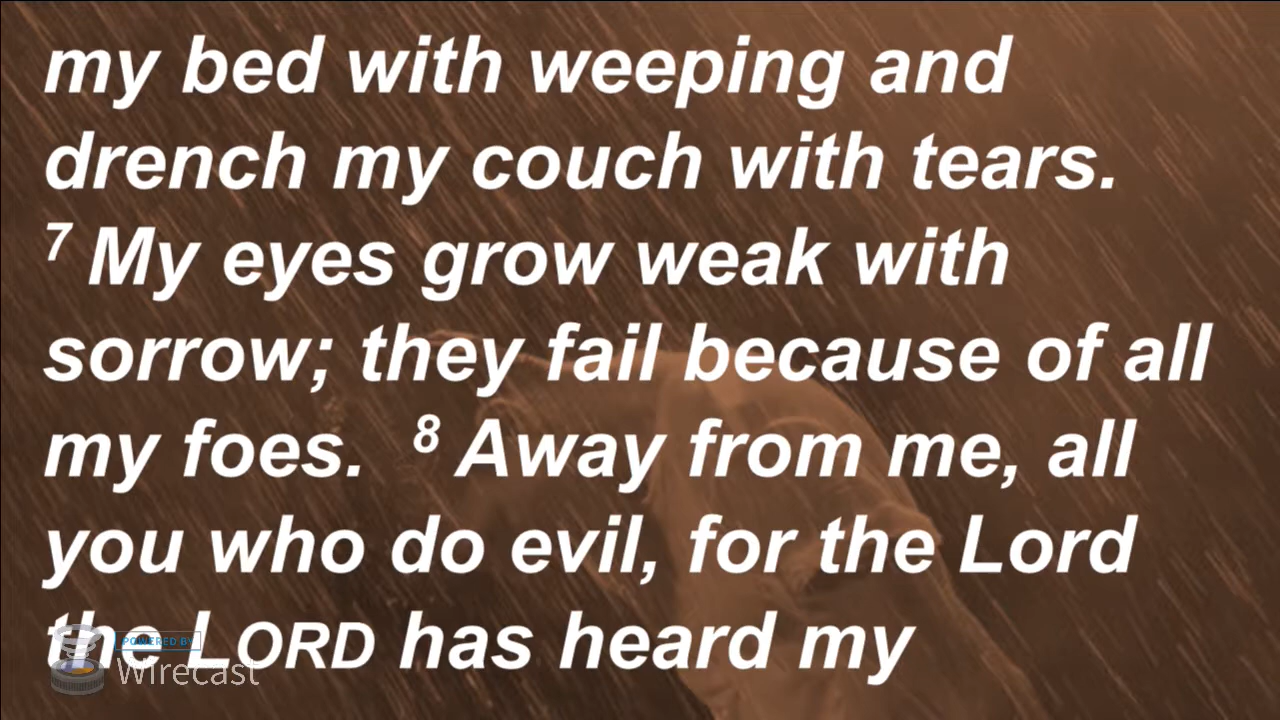 my bed with weeping and
drench my couch with tears.
7 My eyes grow weak with
sorrow; they fail because of all
my foes. 8 Away from me, all
you who do evil, for the Lord
the LORD has heard my
POWERED BY
Wirecast